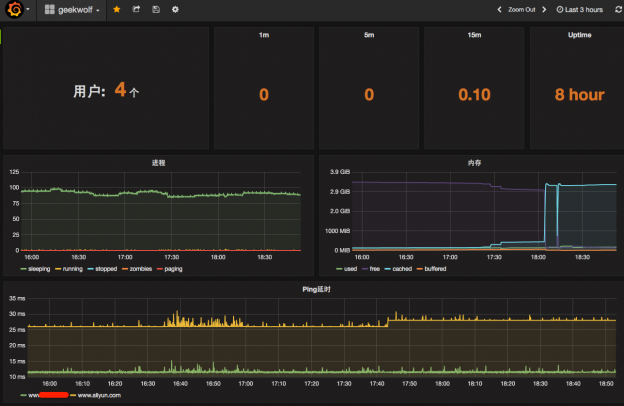 geekwolf
Zoom Out
Last 3 hours
用户: 4 个
1m
0
5m
0
15m
0.10
Uptime
8 hour
进程
125
100
75
50
25
0
16:00 16:30 17:00 17:30 18:00 18:30
sleeping running stopped zombies paging
内存
3.9 GiB
2.9 GiB
2.0 GiB
1000 MiB
0 MiB
16:00 16:30 17:00 17:30 18:00 18:30
used free cached buffered
Ping延时
35 ms
30 ms
25 ms
20 ms
15 ms
10 ms
16:00 16:10 16:20 16:30 16:40 16:50 17:00 17:10 17:20 17:30 17:40 17:50 18:00 18:10 18:20 18:30 18:40 18:50
www.aliyun.com